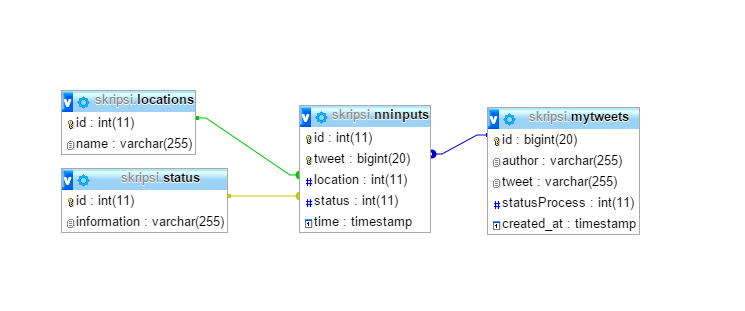 v skripsi.locations
id : int(11)
name : varchar(255)
v skripsi.status
id : int(11)
information : varchar(255)
v skripsi.nninputs
id : int(11)
tweet : bigint(20)
# location : int(11)
# status : int(11)
time : timestamp
v skripsi.mytweets
id : bigint(20)
author : varchar(255)
tweet : varchar(255)
# statusProcess : int(11)
created_at : timestamp